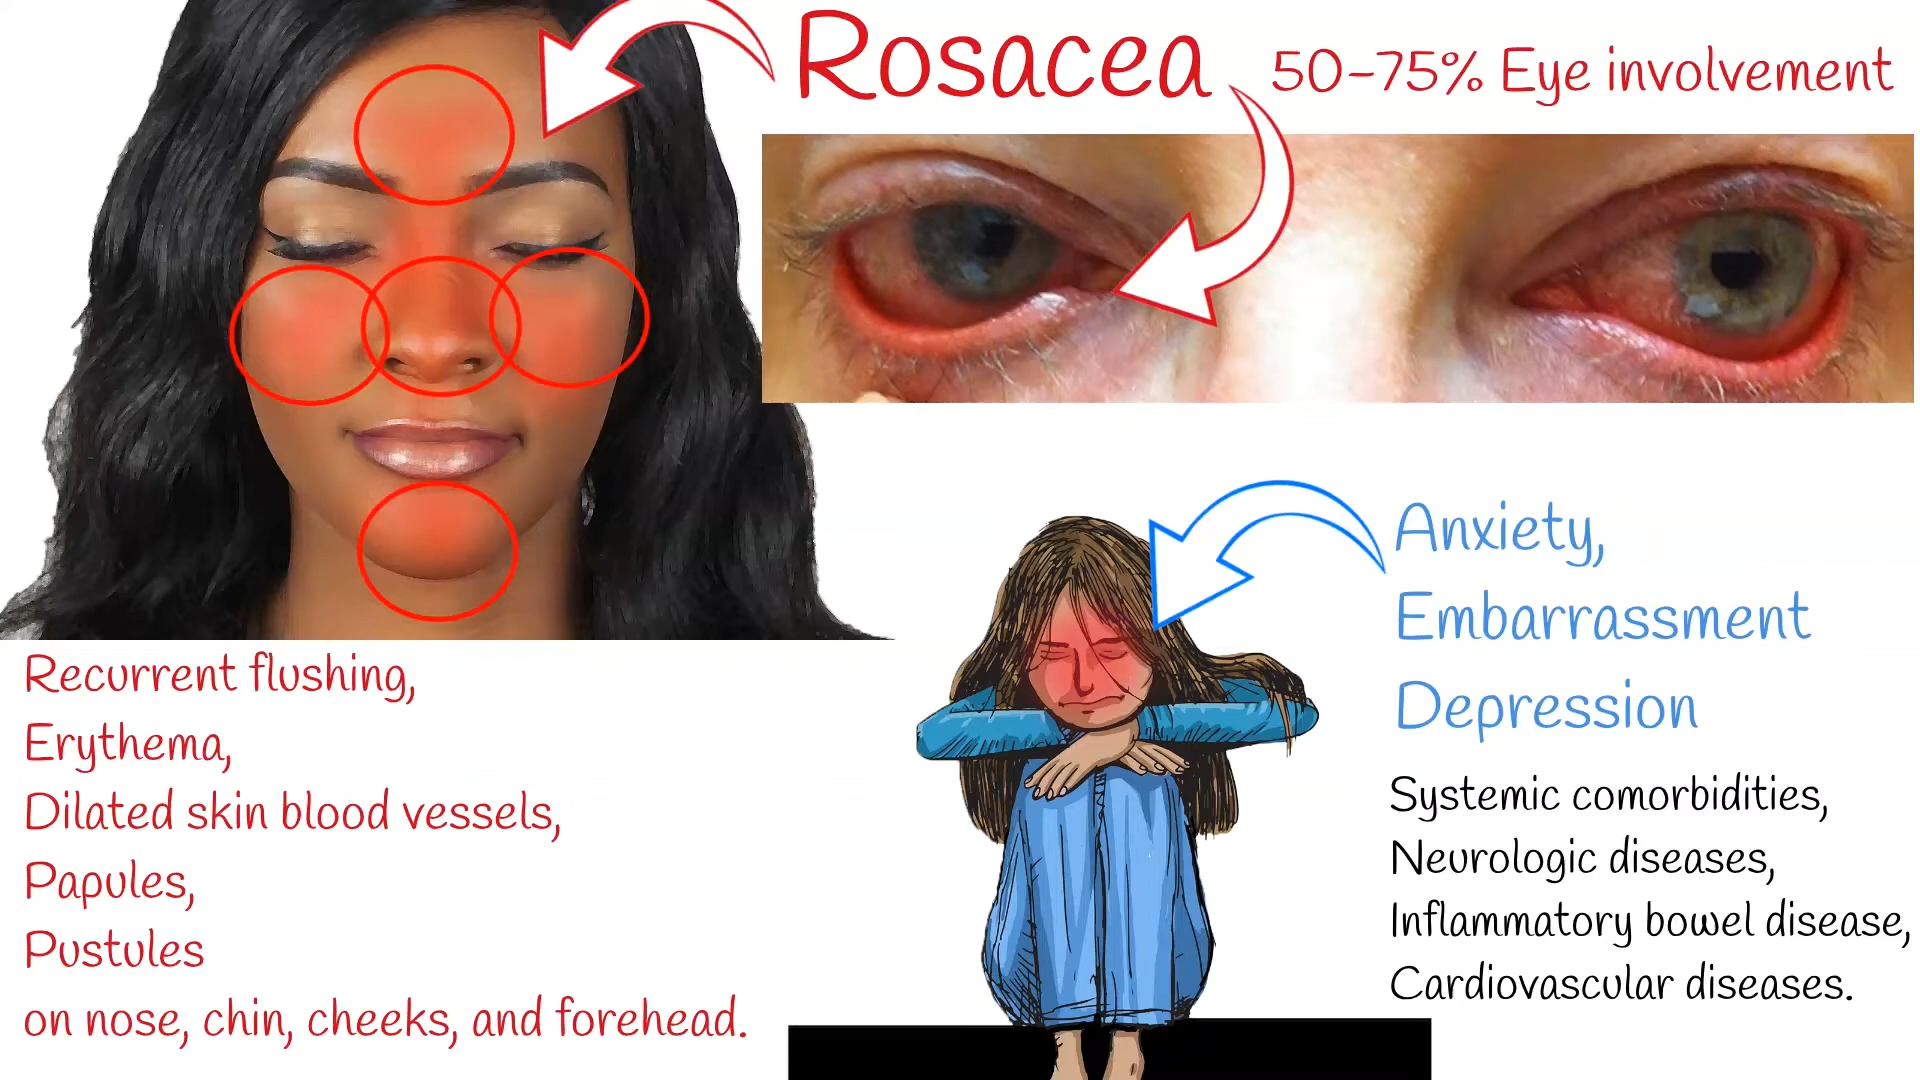 Rosacea
50-75% Eye involvement
Anxiety,
Embarrassment
Depression
Recurrent flushing,
Erythema,
Dilated skin blood vessels,
Papules,
Pustules
on nose, chin, cheeks, and forehead.
Systemic comorbidities,
Neurologic diseases,
Inflammatory bowel disease,
Cardiovascular diseases.